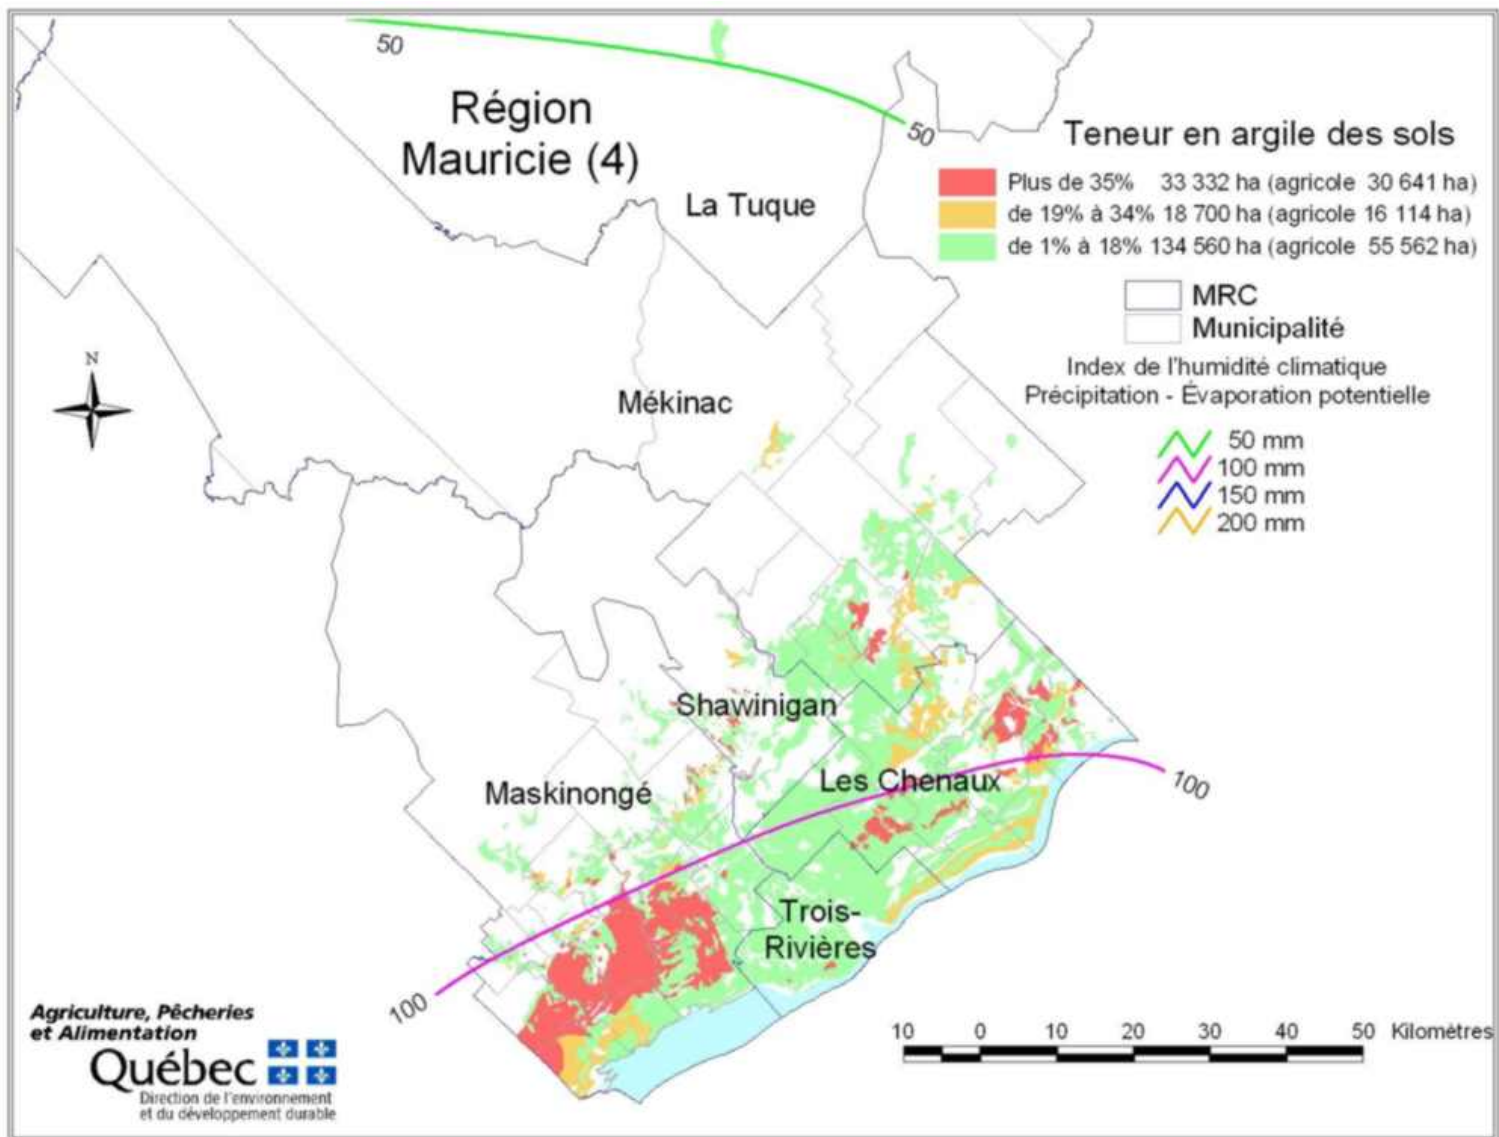 50
50
Région
Mauricie (4)
La Tuque
Teneur en argile des sols
Plus de 35% 33 332 ha (agricole 30 641 ha)
de 19% à 34% 18 700 ha (agricole 16 114 ha)
de 1% à 18% 134 560 ha (agricole 55 562 ha)
MRC
Municipalité
Index de l'humidité climatique
Précipitation - Évaporation potentielle
50 mm
100 mm
150 mm
200 mm
N
Mékinac
Shawinigan
Maskinongé
Les Chenaux
100
Trois-
Rivières
100
Agriculture, Pêcheries
et Alimentation
Québec
Direction de l'environnement
et du développement durable
10 0 10 20 30 40 50 Kilomètres